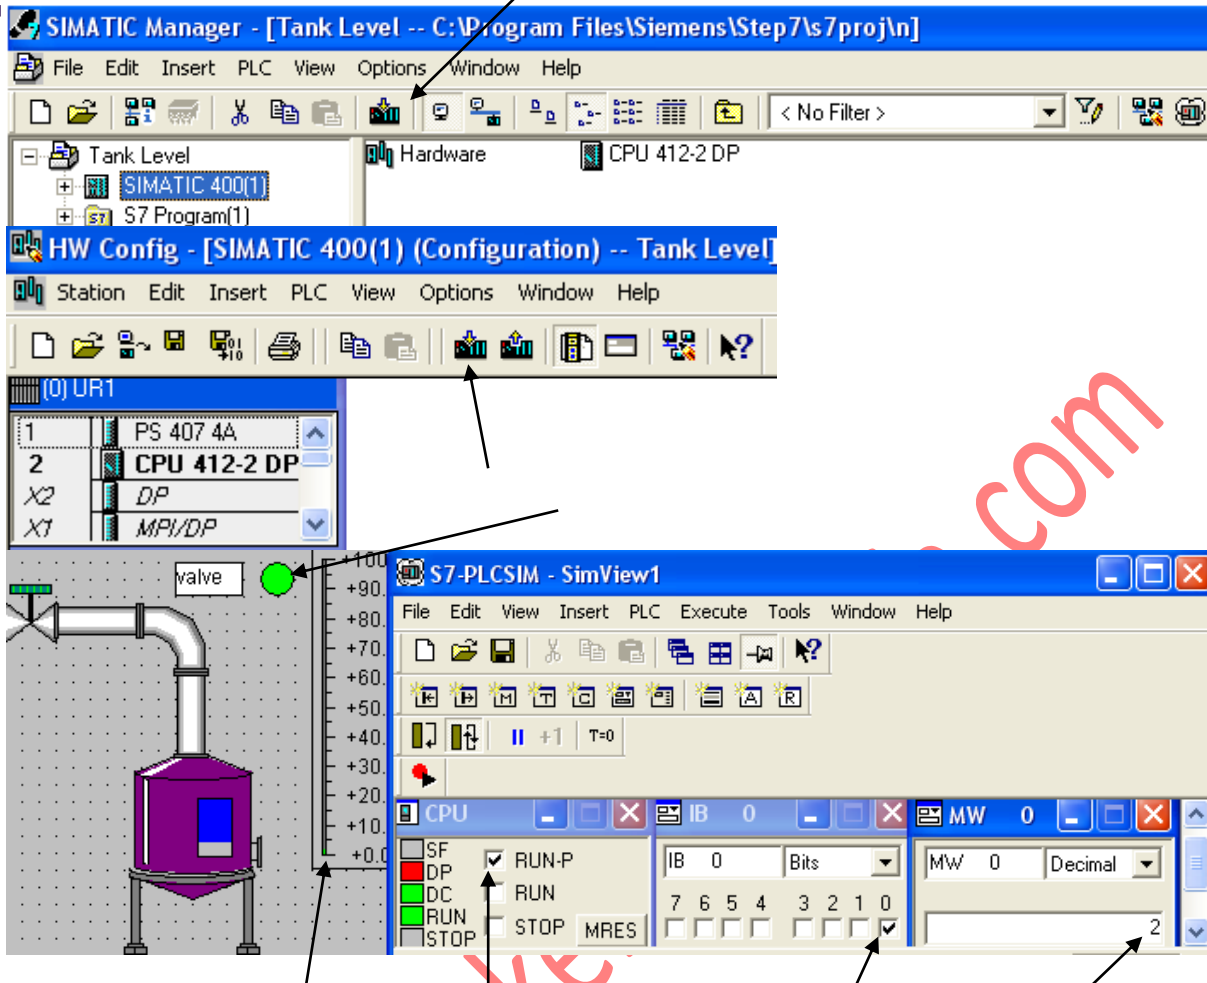 SIMATIC Manager - [Tank Level -- C:\Program Files\Siemens\Step7\s7proj\n]
File Edit Insert PLC View Options Window Help
< No Filter >
Tank Level
SIMATIC 400(1)
S7 Program(1)
Hardware CPU 412-2 DP
HW Config - [SIMATIC 400(1) (Configuration) -- Tank Level]
Station Edit Insert PLC View Options Window Help
(0) UR1
1 PS 407 4A
2 CPU 412-2 DP
X2 DP
X1 MPI/DP
valve
+100
+90.
+80.
+70.
+60.
+50.
+40.
+30.
+20.
+10.
+0.0
S7-PLCSIM - SimView1
File Edit View Insert PLC Execute Tools Window Help
+1 T=0
CPU
SF
DP
DC
RUN
STOP
RUN-P
RUN
STOP MRES
IB 0
IB 0 Bits
7 6 5 4 3 2 1 0
MW 0
MW 0 Decimal
2
com